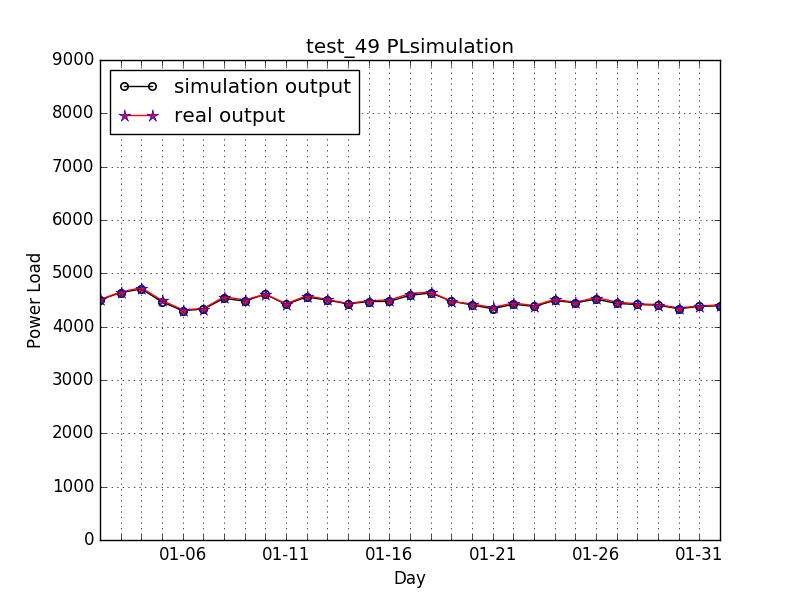 test_49 PLsimulation
9000
8000
7000
6000
5000
4000
3000
2000
1000
0
simulation output
real output
Power Load
01-06 01-11 01-16 01-21 01-26 01-31
Day